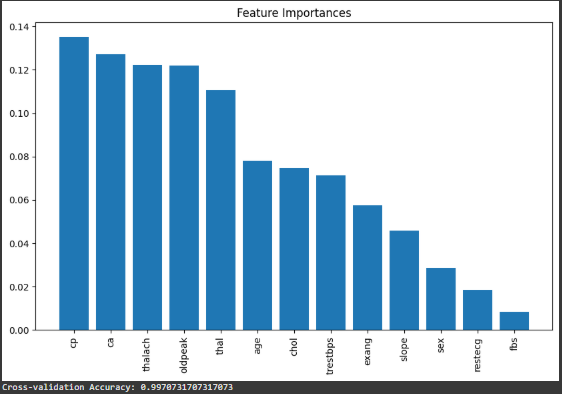 Feature Importances
0.14
0.12
0.10
0.08
0.06
0.04
0.02
0.00
cp
ca
thalach
oldpeak
thal
age
chol
trestbps
exang
slope
sex
restecg
fbs
Cross-validation Accuracy: 0.9970731707317073